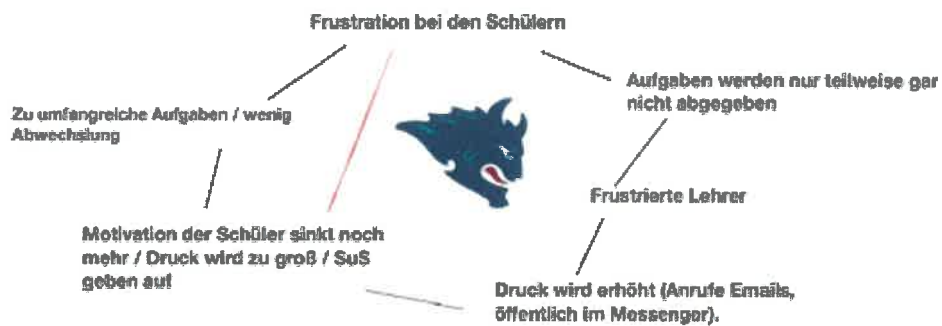 Frustration bei den Schülern
Aufgaben werden nur teilweise gar
nicht abgegeben
Zu umfangreiche Aufgaben / wenig
Abwechslung
Frustrierte Lehrer
Motivation der Schüler sinkt noch
mehr / Druck wird zu groß / SuS
geben auf
Druck wird erhöht (Anrufe Emails,
öffentlich im Messenger).